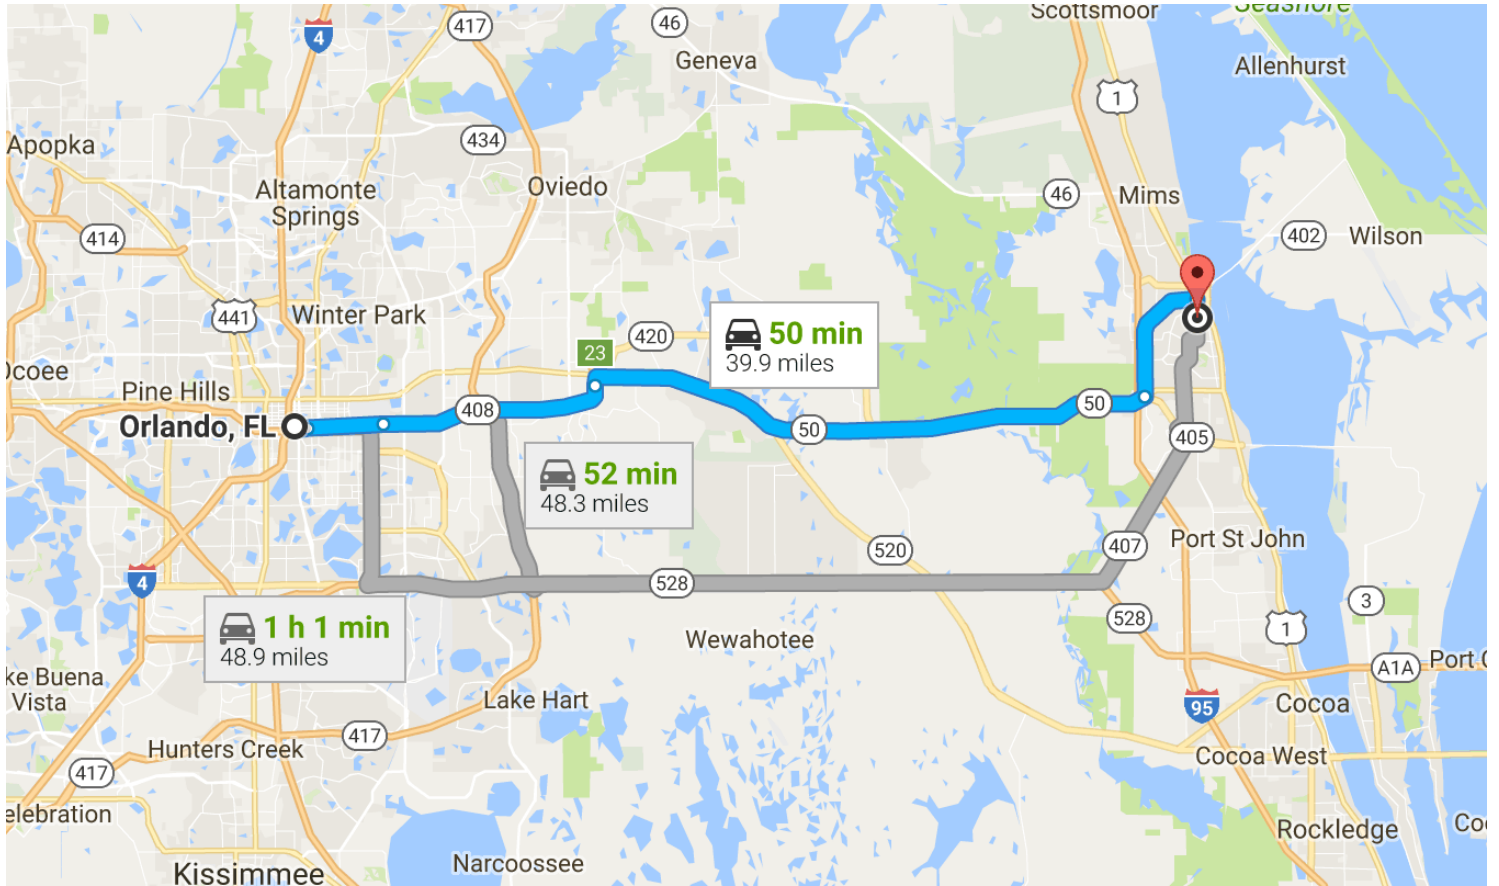 Scottsmoor
Seashore
417
46
4
Geneva
Allenhurst
1
434
Apopka
Altamonte
Springs
Oviedo
46
Mims
414
402
Wilson
441
Winter Park
420
23
50 min
39.9 miles
Pine Hills
50
408
Orlando, FL
50
405
52 min
48.3 miles
407
Port St John
520
4
528
3
528
1
1 h 1 min
48.9 miles
Wewahotee
A1A
Port
Buena
Vista
Lake Hart
95
Cocoa
417
Hunters Creek
Cocoa West
417
Rockledge
Narcoossee
Kissimmee